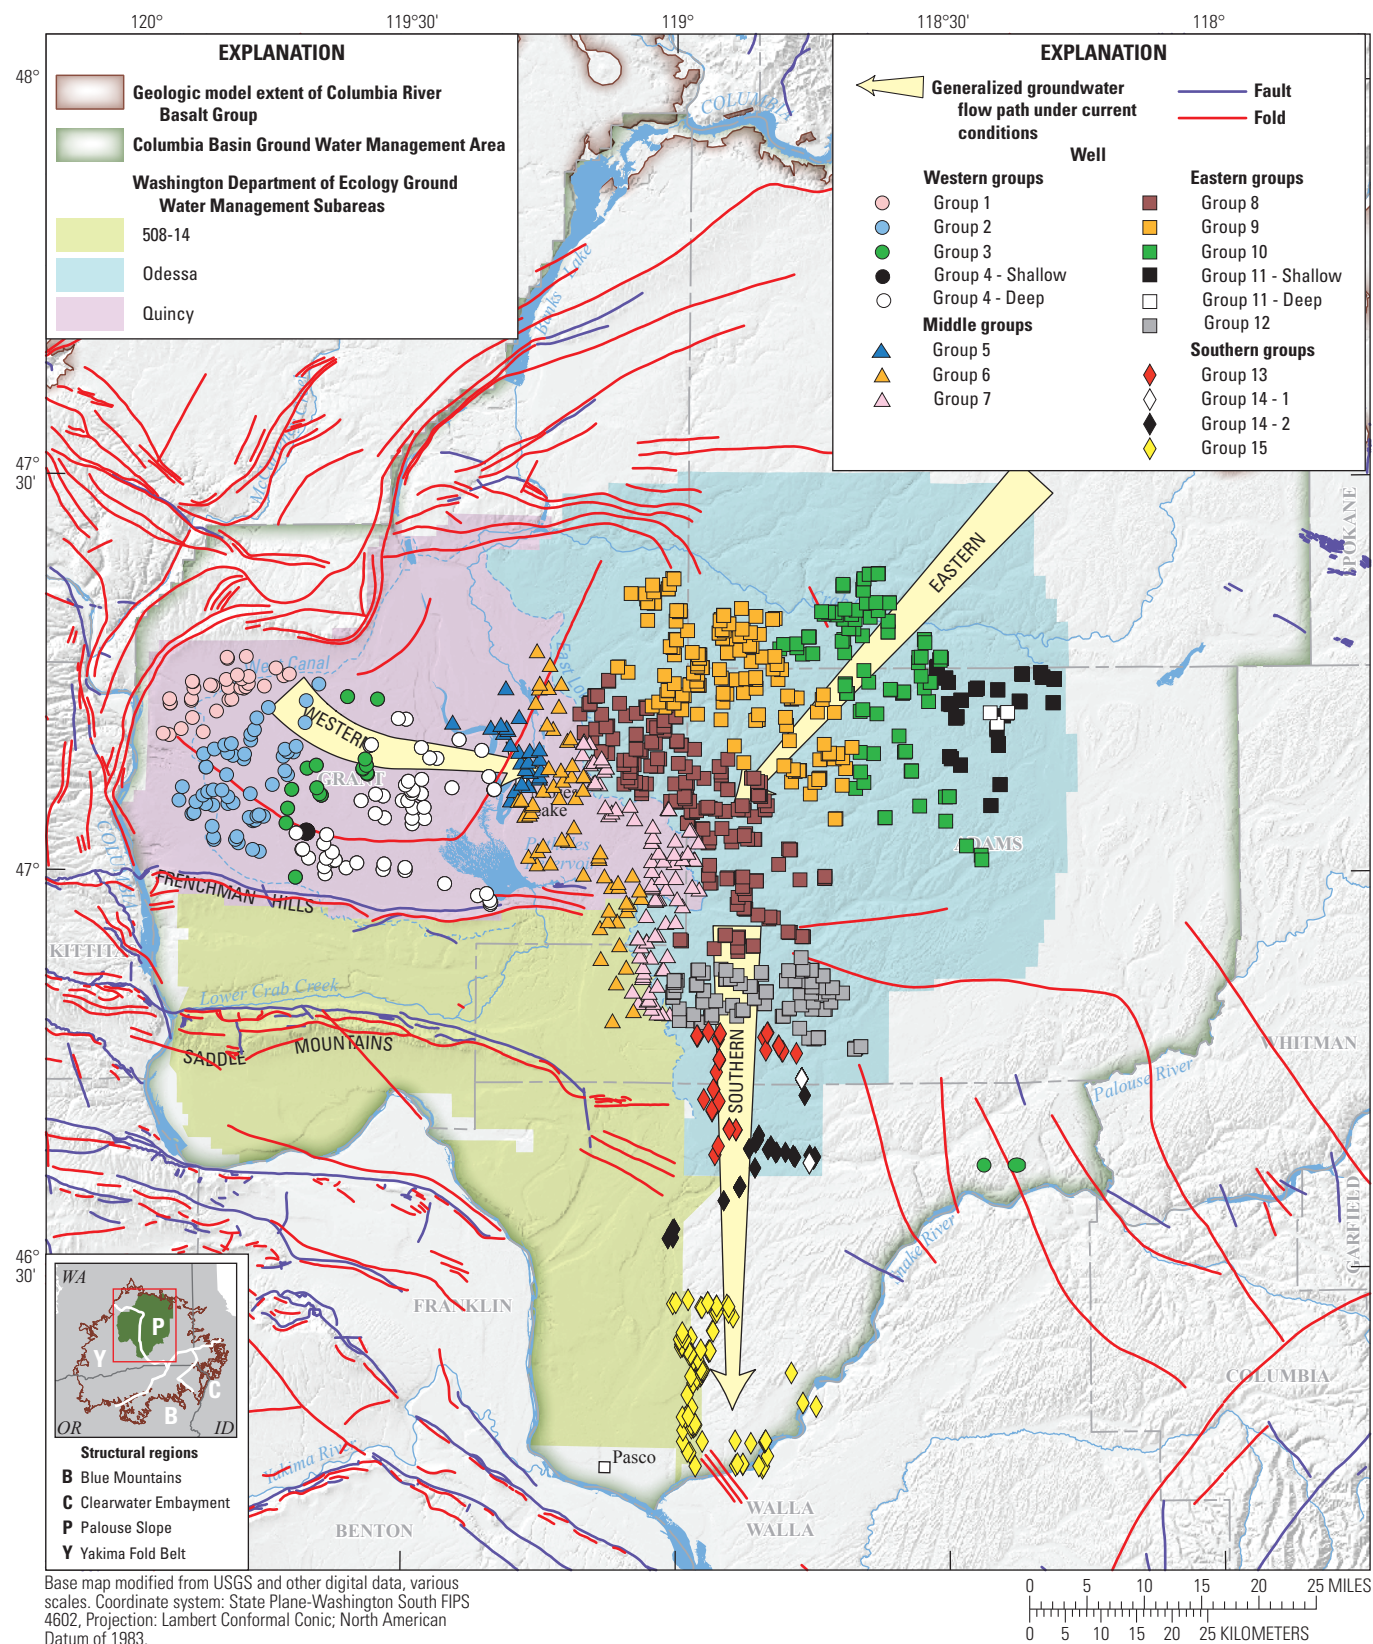 120°
119°30'
119°
118°30'
118°
48°
47°
30'
47°
46°
30'
EXPLANATION
Geologic model extent of Columbia River
Basalt Group
Columbia Basin Ground Water Management Area
Washington Department of Ecology Ground
Water Management Subareas
508-14
Odessa
Quincy
EXPLANATION
Generalized groundwater
flow path under current
conditions
Fault
Fold
Well
Western groups
Group 1
Group 2
Group 3
Group 4 - Shallow
Group 4 - Deep
Middle groups
Group 5
Group 6
Group 7
Eastern groups
Group 8
Group 9
Group 10
Group 11 - Shallow
Group 11 - Deep
Group 12
Southern groups
Group 13
Group 14 - 1
Group 14 - 2
Group 15
Banks Lake
SPOKANE
EASTERN
West Canal
WESTERN
GRANT
ADAMS
FRENCHMAN HILLS
Lower Crab Creek
SADDLE MOUNTAINS
SOUTHERN
WHITMAN
Palouse River
GARFIELD
Snake River
FRANKLIN
COLUMBIA
Pasco
Yakima River
WALLA
WALLA
BENTON
WA
P
Y
C
B
OR
ID
Structural regions
B Blue Mountains
C Clearwater Embayment
P Palouse Slope
Y Yakima Fold Belt
Base map modified from USGS and other digital data, various
scales. Coordinate system: State Plane-Washington South FIPS
4602, Projection: Lambert Conformal Conic; North American
Datum of 1983.
0 5 10 15 20 25 MILES
0 5 10 15 20 25 KILOMETERS